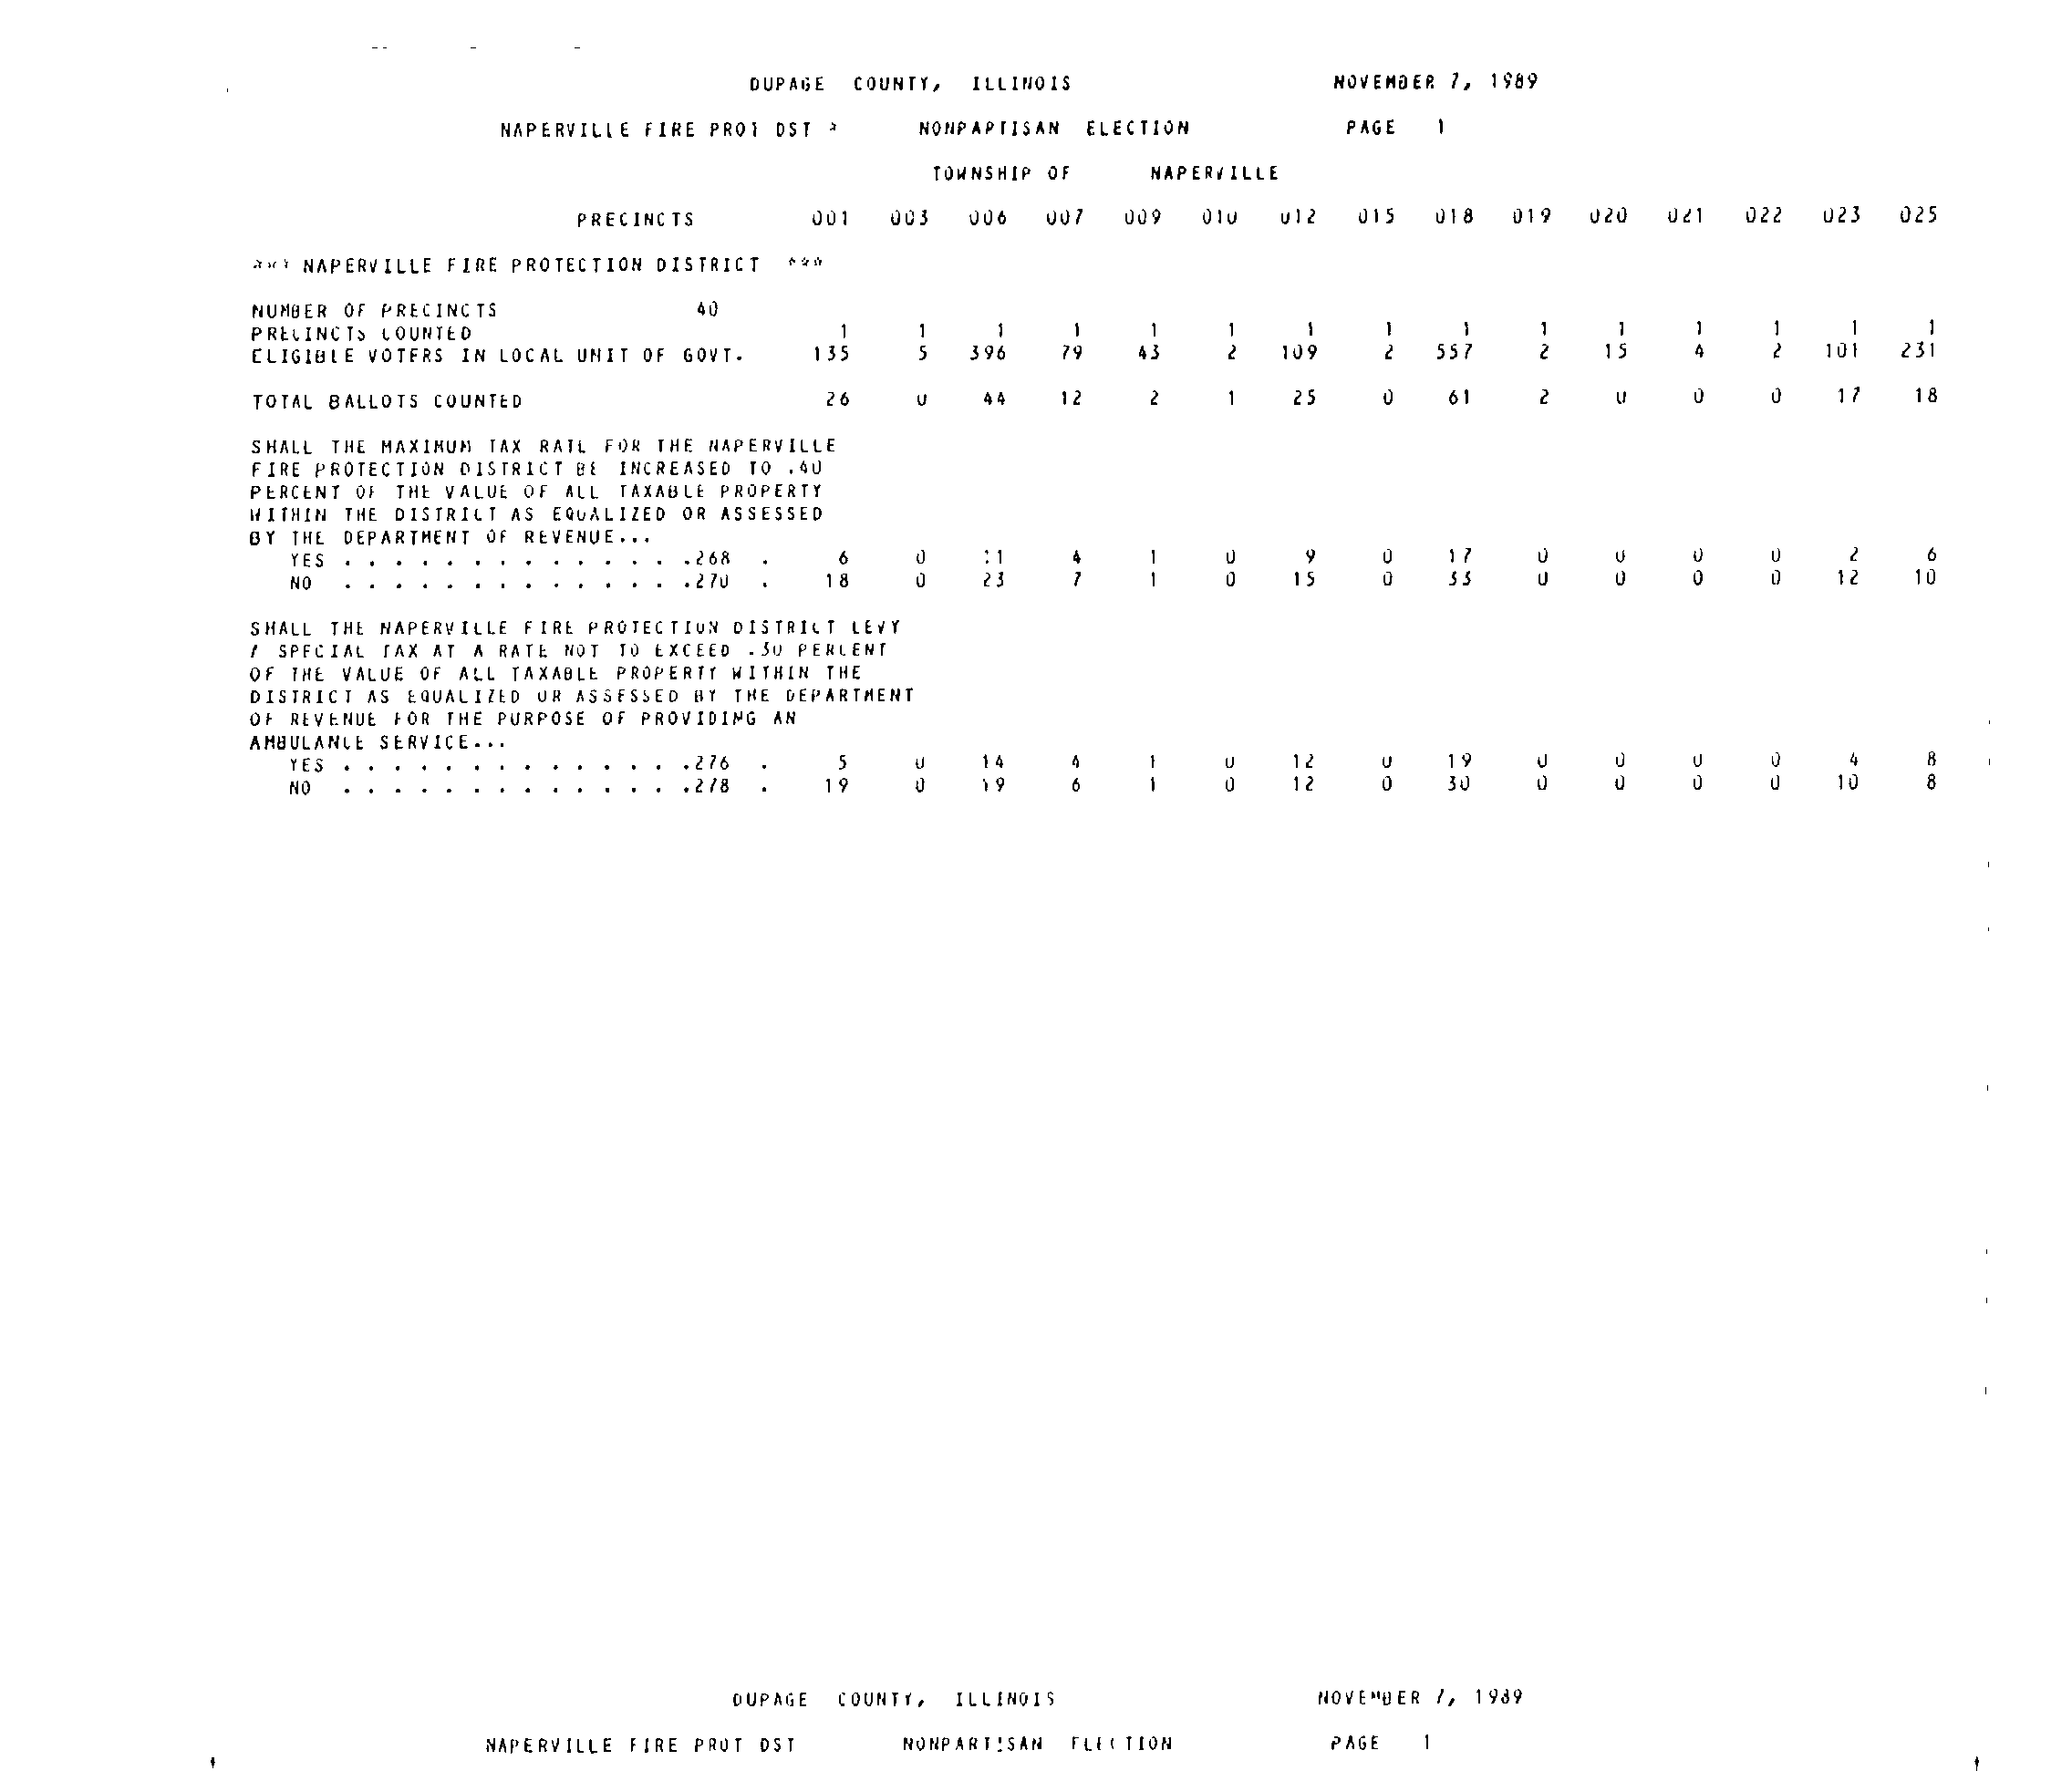 DUPAGE COUNTY, ILLINOIS NOVEMBER 7, 1989
NAPERVILLE FIRE PROT DST * NONPARTISAN ELECTION PAGE 1
TOWNSHIP OF NAPERVILLE
PRECINCTS 001 003 006 007 009 010 012 015 018 019 020 021 022 023 025
*** NAPERVILLE FIRE PROTECTION DISTRICT ***
NUMBER OF PRECINCTS 40
PRECINCTS COUNTED 1 1 1 1 1 1 1 1 1 1 1 1 1 1 1
ELIGIBLE VOTERS IN LOCAL UNIT OF GOVT. 135 5 396 79 43 2 109 2 557 2 15 4 2 101 231
TOTAL BALLOTS COUNTED 26 0 44 12 2 1 25 0 61 2 0 0 0 17 18
SHALL THE MAXIMUM TAX RATE FOR THE NAPERVILLE
FIRE PROTECTION DISTRICT BE INCREASED TO .40
PERCENT OF THE VALUE OF ALL TAXABLE PROPERTY
WITHIN THE DISTRICT AS EQUALIZED OR ASSESSED
BY THE DEPARTMENT OF REVENUE...
YES . . . . . . . . . . . . . .268 . 6 0 11 4 1 0 9 0 17 0 0 0 0 2 6
NO . . . . . . . . . . . . . .270 . 18 0 23 7 1 0 15 0 33 0 0 0 0 12 10
SHALL THE NAPERVILLE FIRE PROTECTION DISTRICT LEVY
A SPECIAL TAX AT A RATE NOT TO EXCEED .30 PERCENT
OF THE VALUE OF ALL TAXABLE PROPERTY WITHIN THE
DISTRICT AS EQUALIZED OR ASSESSED BY THE DEPARTMENT
OF REVENUE FOR THE PURPOSE OF PROVIDING AN
AMBULANCE SERVICE...
YES . . . . . . . . . . . . . .276 . 5 0 14 4 1 0 12 0 19 0 0 0 0 4 8
NO . . . . . . . . . . . . . .278 . 19 0 19 6 1 0 12 0 30 0 0 0 0 10 8
DUPAGE COUNTY, ILLINOIS NOVEMBER 7, 1989
NAPERVILLE FIRE PROT DST NONPARTISAN ELECTION PAGE 1